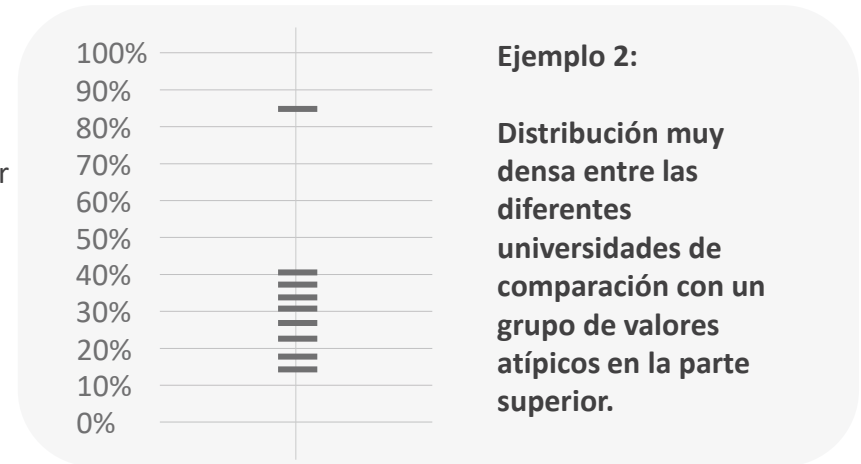 100%
90%
80%
70%
60%
50%
40%
30%
20%
10%
0%
r
Ejemplo 2:
Distribución muy
densa entre las
diferentes
universidades de
comparación con un
grupo de valores
atípicos en la parte
superior.